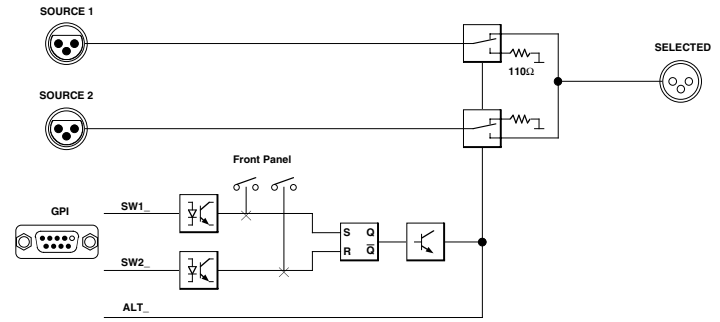 SOURCE 1
SELECTED
110Ω
SOURCE 2
Front Panel
GPI
SW1_
S Q
R Q̅
SW2_
ALT_